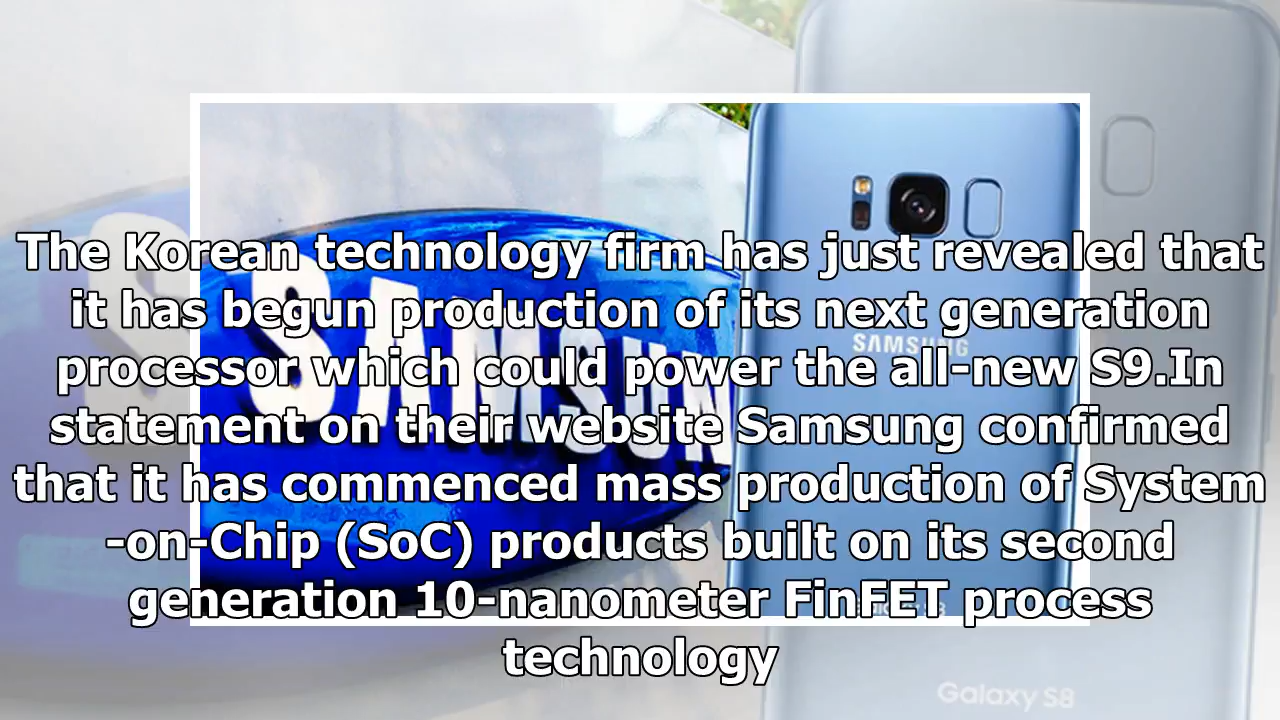 The Korean technology firm has just revealed that
it has begun production of its next generation
processor which could power the all-new S9.In
statement on their website Samsung confirmed
that it has commenced mass production of System
-on-Chip (SoC) products built on its second
generation 10-nanometer FinFET process
technology
SAMSUNG
SAMSUN
Galaxy S8